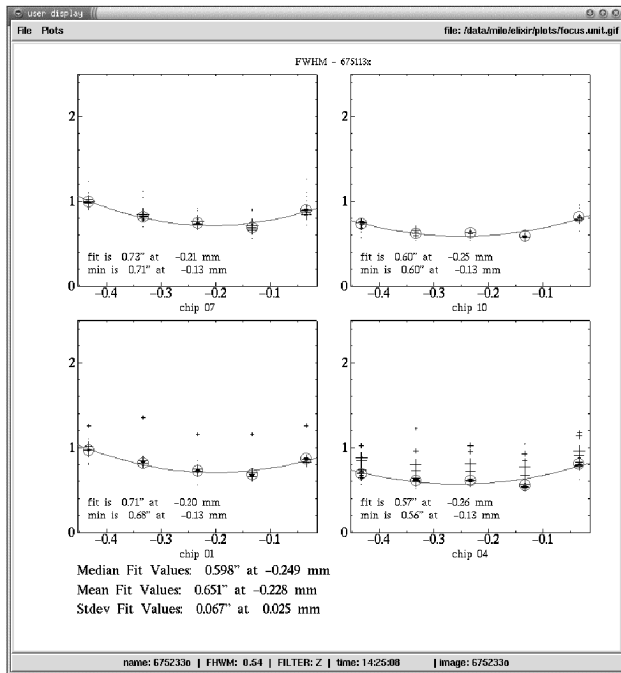 user display
File Plots file: /data/milo/elixir/plots/focus.unit.gif
FWHM - 675113x
2
1
0
fit is 0.73" at -0.21 mm
min is 0.71" at -0.13 mm
-0.4 -0.3 -0.2 -0.1
chip 07
2
1
0
fit is 0.60" at -0.25 mm
min is 0.60" at -0.13 mm
-0.4 -0.3 -0.2 -0.1
chip 10
2
1
0
fit is 0.71" at -0.20 mm
min is 0.68" at -0.13 mm
-0.4 -0.3 -0.2 -0.1
chip 01
2
1
0
fit is 0.57" at -0.26 mm
min is 0.56" at -0.13 mm
-0.4 -0.3 -0.2 -0.1
chip 04
Median Fit Values: 0.598" at -0.249 mm
Mean Fit Values: 0.651" at -0.228 mm
Stdev Fit Values: 0.067" at 0.025 mm
name: 675233o | FHWM: 0.54 | FILTER: Z | time: 14:25:08 | image: 675233o